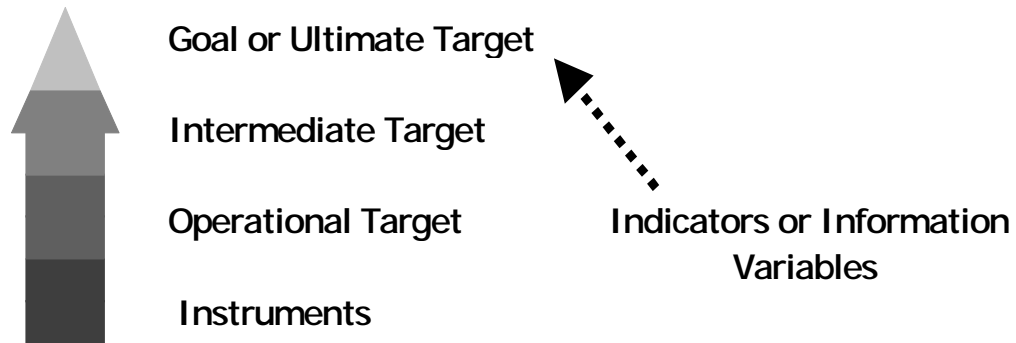 Goal or Ultimate Target
Intermediate Target
Operational Target
Indicators or Information
Variables
Instruments